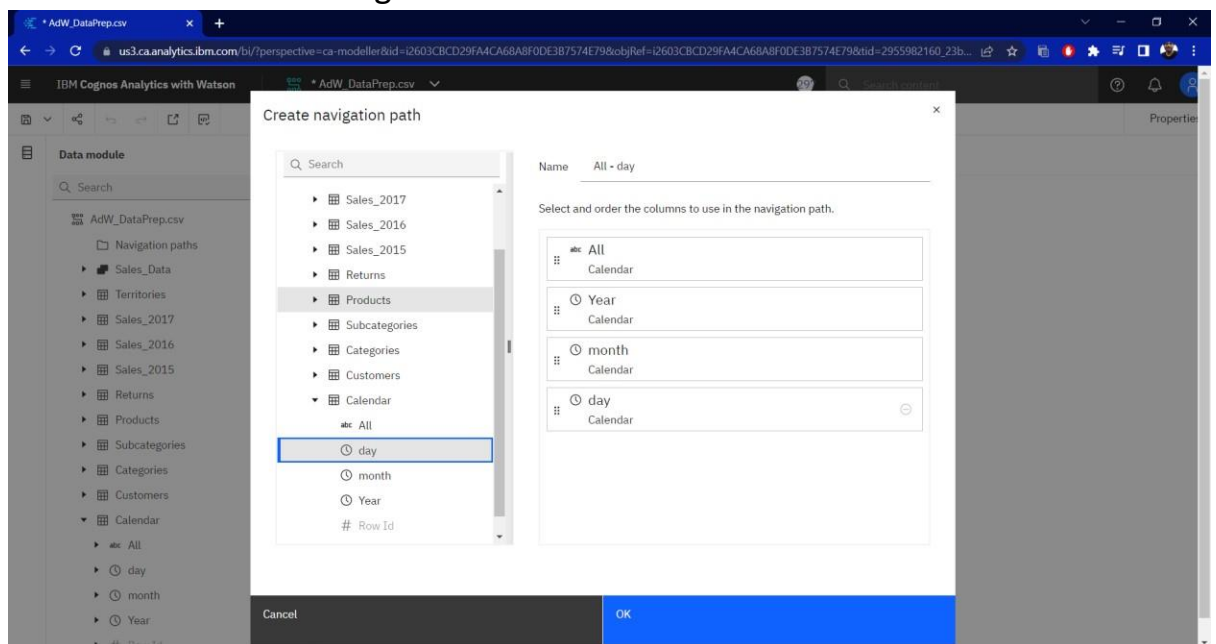 * AdW_DataPrep.csv
us3.ca.analytics.ibm.com/bi/?perspective=ca-modeller&id=i2603CBCD29FA4CA68A8F0DE3B7574E79&objRef=i2603CBCD29FA4CA68A8F0DE3B7574E79&tid=2955982160_23b...
IBM Cognos Analytics with Watson
* AdW_DataPrep.csv
Search content
Create navigation path
Properties
Data module
Search
AdW_DataPrep.csv
Navigation paths
Sales_Data
Territories
Sales_2017
Sales_2016
Sales_2015
Returns
Products
Subcategories
Categories
Customers
Calendar
abc All
day
month
Year
Search
Sales_2017
Sales_2016
Sales_2015
Returns
Products
Subcategories
Categories
Customers
Calendar
abc All
day
month
Year
# Row Id
Name All - day
Select and order the columns to use in the navigation path.
abc All
Calendar
Year
Calendar
month
Calendar
day
Calendar
Cancel
OK